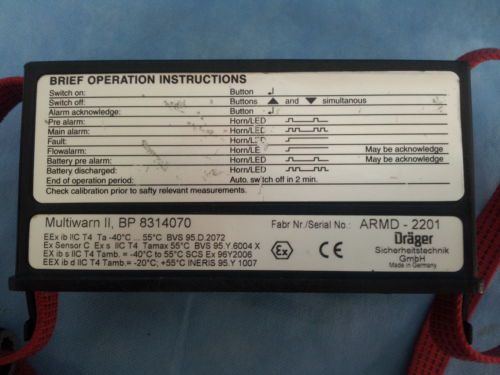 BRIEF OPERATION INSTRUCTIONS
Switch on: Button ↲
Switch off: Buttons ▲ and ▼ simultanous
Alarm acknowledge: Button ↲
Pre alarm: Horn/LED
Main alarm: Horn/LED
Fault: Horn/LED
Flowalarm: Horn/LED May be acknowledge
Battery pre alarm: Horn/LED May be acknowledge
Battery discharged: Horn/LED
End of operation period: Auto. switch off in 2 min.
Check calibration prior to safty relevant measurements.
Multiwarn II, BP 8314070 Fabr Nr./Serial No.: ARMD - 2201
EEx ib IIC T4 Ta -40°C .. 55°C BVS 95.D.2072
Ex Sensor C Ex s IIC T4 Tamax 55°C BVS 95.Y.6004 X
EX ib s IIC T4 Tamb. = -40°C to 55°C SCS Ex 96Y2006
EEX ib d IIC T4 Tamb.= -20°C; +55°C INERIS 95.Y 1007
Ex CE
Dräger
Sicherheitstechnik
GmbH
Made in Germany